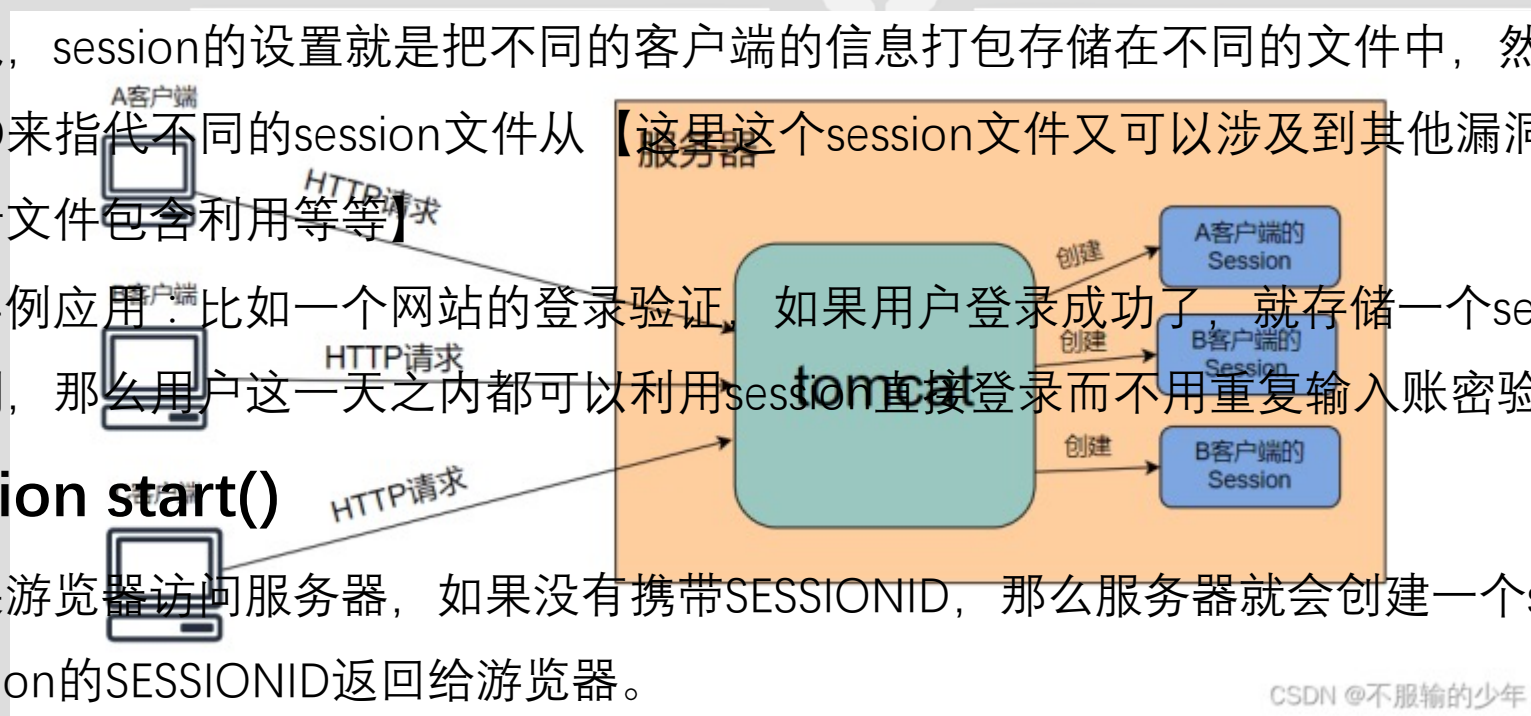 ，session的设置就是把不同的客户端的信息打包存储在不同的文件中，然
A客户端
来指代不同的session文件从【这里这个session文件又可以涉及到其他漏洞
服务器
HTTP请求
文件包含利用等等】
A客户端的
Session
创建
B客户端
例应用：比如一个网站的登录验证，如果用户登录成功了，就存储一个se
HTTP请求
创建
B客户端的
Session
，那么用户这一天之内都可以利用session直接登录而不用重复输入账密验
tomcat
创建
B客户端的
Session
ion start()
客户端
HTTP请求
游览器访问服务器，如果没有携带SESSIONID，那么服务器就会创建一个s
on的SESSIONID返回给游览器。
CSDN @不服输的少年